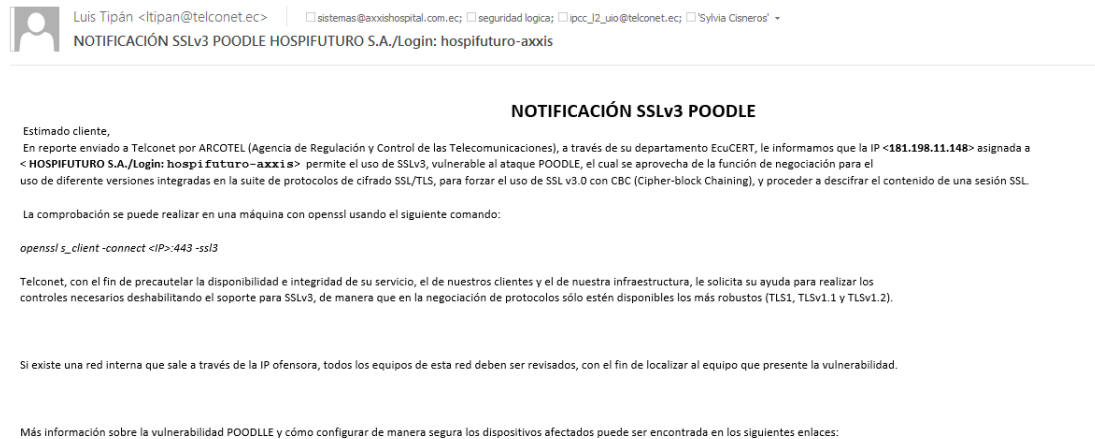 Luis Tipán <ltipan@telconet.ec> sistemas@axxishospital.com.ec; seguridad logica; ipcc_l2_uio@telconet.ec; 'Sylvia Cisneros'
NOTIFICACIÓN SSLv3 POODLE HOSPIFUTURO S.A./Login: hospifuturo-axxis
NOTIFICACIÓN SSLv3 POODLE
Estimado cliente,
En reporte enviado a Telconet por ARCOTEL (Agencia de Regulación y Control de las Telecomunicaciones), a través de su departamento EcuCERT, le informamos que la IP <181.198.11.148> asignada a
< HOSPIFUTURO S.A./Login: hospifuturo-axxis> permite el uso de SSLv3, vulnerable al ataque POODLE, el cual se aprovecha de la función de negociación para el
uso de diferente versiones integradas en la suite de protocolos de cifrado SSL/TLS, para forzar el uso de SSL v3.0 con CBC (Cipher-block Chaining), y proceder a descifrar el contenido de una sesión SSL.
La comprobación se puede realizar en una máquina con openssl usando el siguiente comando:
openssl s_client -connect <IP>:443 -ssl3
Telconet, con el fin de precautelar la disponibilidad e integridad de su servicio, el de nuestros clientes y el de nuestra infraestructura, le solicita su ayuda para realizar los
controles necesarios deshabilitando el soporte para SSLv3, de manera que en la negociación de protocolos sólo estén disponibles los más robustos (TLS1, TLSv1.1 y TLSv1.2).
Si existe una red interna que sale a través de la IP ofensora, todos los equipos de esta red deben ser revisados, con el fin de localizar al equipo que presente la vulnerabilidad.
Más información sobre la vulnerabilidad POODLLE y cómo configurar de manera segura los dispositivos afectados puede ser encontrada en los siguientes enlaces: